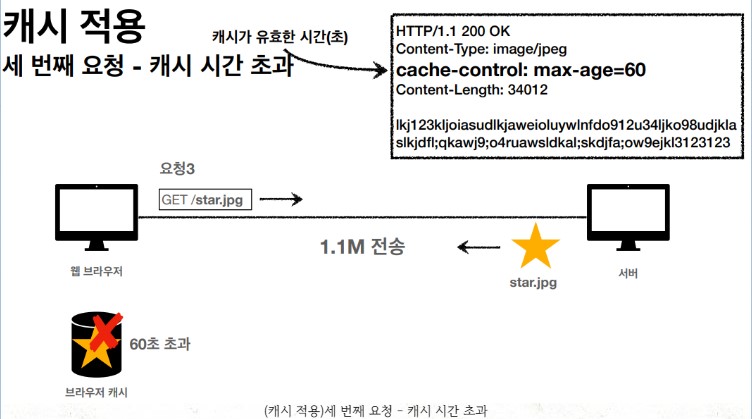 캐시 적용
세 번째 요청 - 캐시 시간 초과
캐시가 유효한 시간(초)
HTTP/1.1 200 OK
Content-Type: image/jpeg
cache-control: max-age=60
Content-Length: 34012
lkj123kljoiasudlkjaweioluywlnfdo912u34ljko98udjkla
slkjdfl;qkawj9;o4ruawsldkal;skdjfa;ow9ejkl3123123
요청3
GET /star.jpg
1.1M 전송
star.jpg
웹 브라우저
서버
60초 초과
브라우저 캐시
(캐시 적용)세 번째 요청 - 캐시 시간 초과